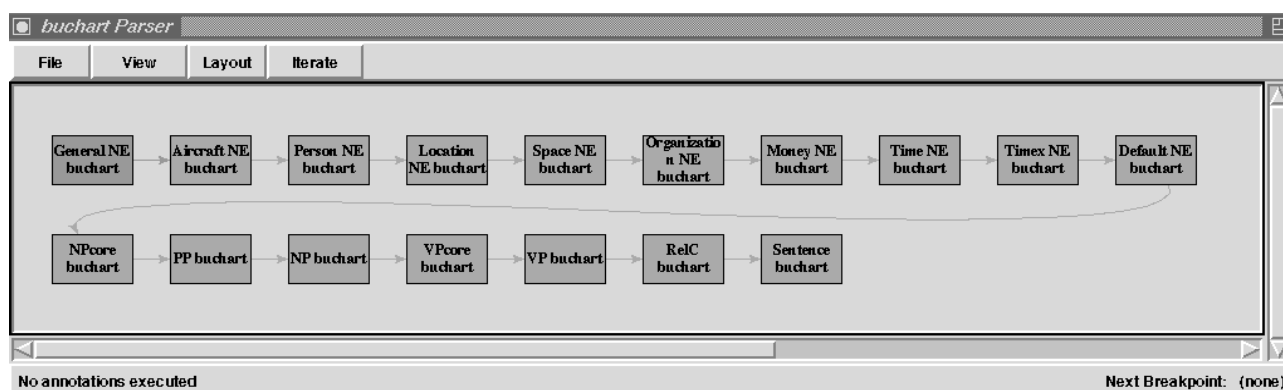 buchart Parser
File View Layout Iterate
General NE
buchart
Aircraft NE
buchart
Person NE
buchart
Location
NE buchart
Space NE
buchart
Organizatio
n NE
buchart
Money NE
buchart
Time NE
buchart
Timex NE
buchart
Default NE
buchart
NPcore
buchart
PP buchart
NP buchart
VPcore
buchart
VP buchart
RelC
buchart
Sentence
buchart
No annotations executed
Next Breakpoint: (none)